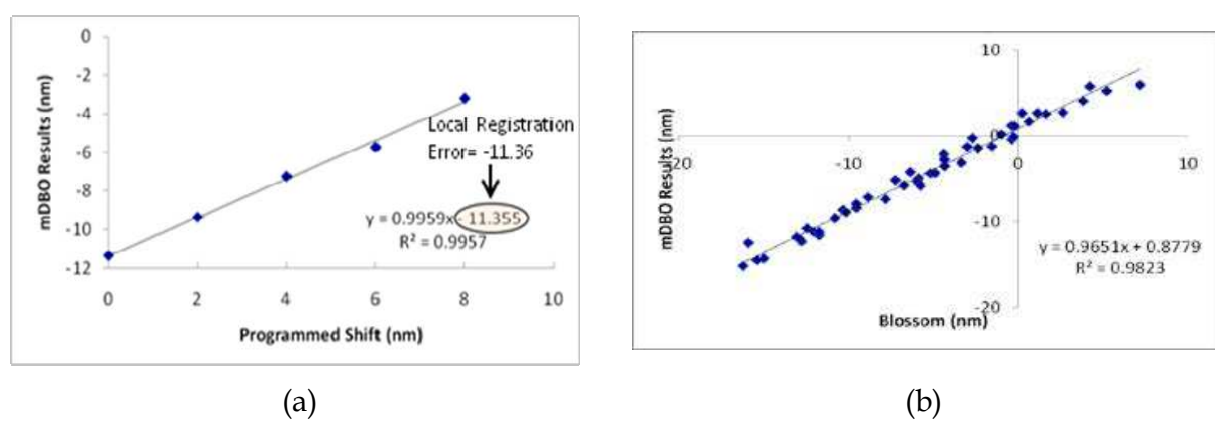 0
-2
-4
-6
-8
-10
-12
mDBO Results (nm)
Local Registration
Error= -11.36
y = 0.9959x - 11.355
R² = 0.9957
0 2 4 6 8 10
Programmed Shift (nm)
(a)
10
mDBO Results (nm)
-20 -10 0 10
-10
y = 0.9651x + 0.8779
R² = 0.9823
-20
Blossom (nm)
(b)